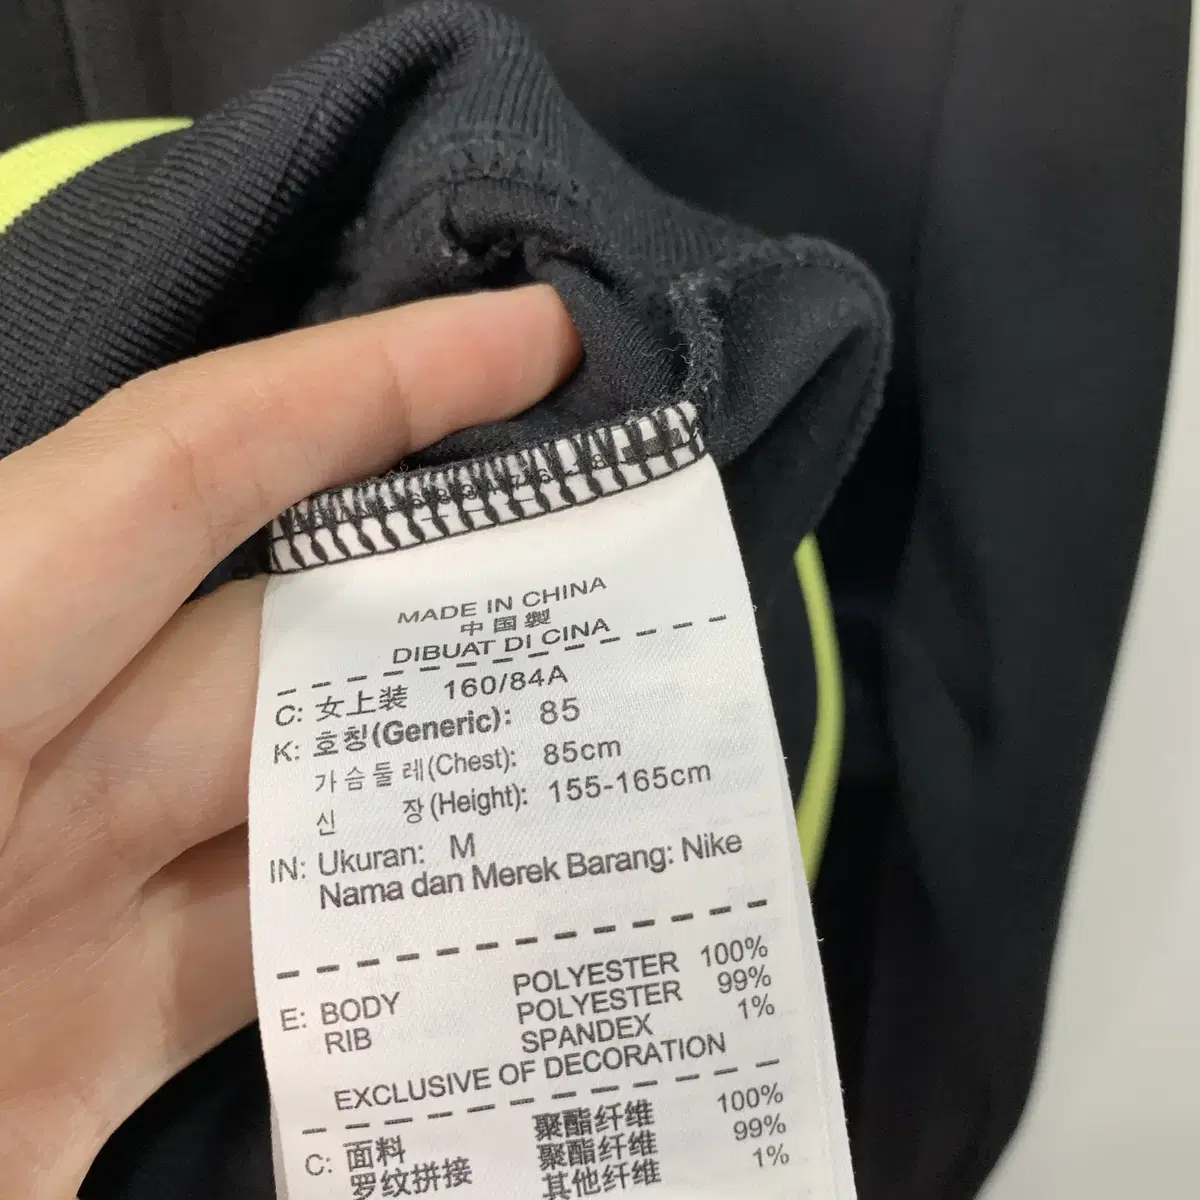 MADE IN CHINA
中国製
DIBUAT DI CINA
C: 女上装 160/84A
K: 호칭(Generic): 85
가슴둘레(Chest): 85cm
신 장(Height): 155-165cm
IN: Ukuran: M
Nama dan Merek Barang: Nike
E: BODY POLYESTER 100%
RIB POLYESTER 99%
SPANDEX 1%
EXCLUSIVE OF DECORATION
C: 面料 聚酯纤维 100%
罗纹拼接 聚酯纤维 99%
其他纤维 1%